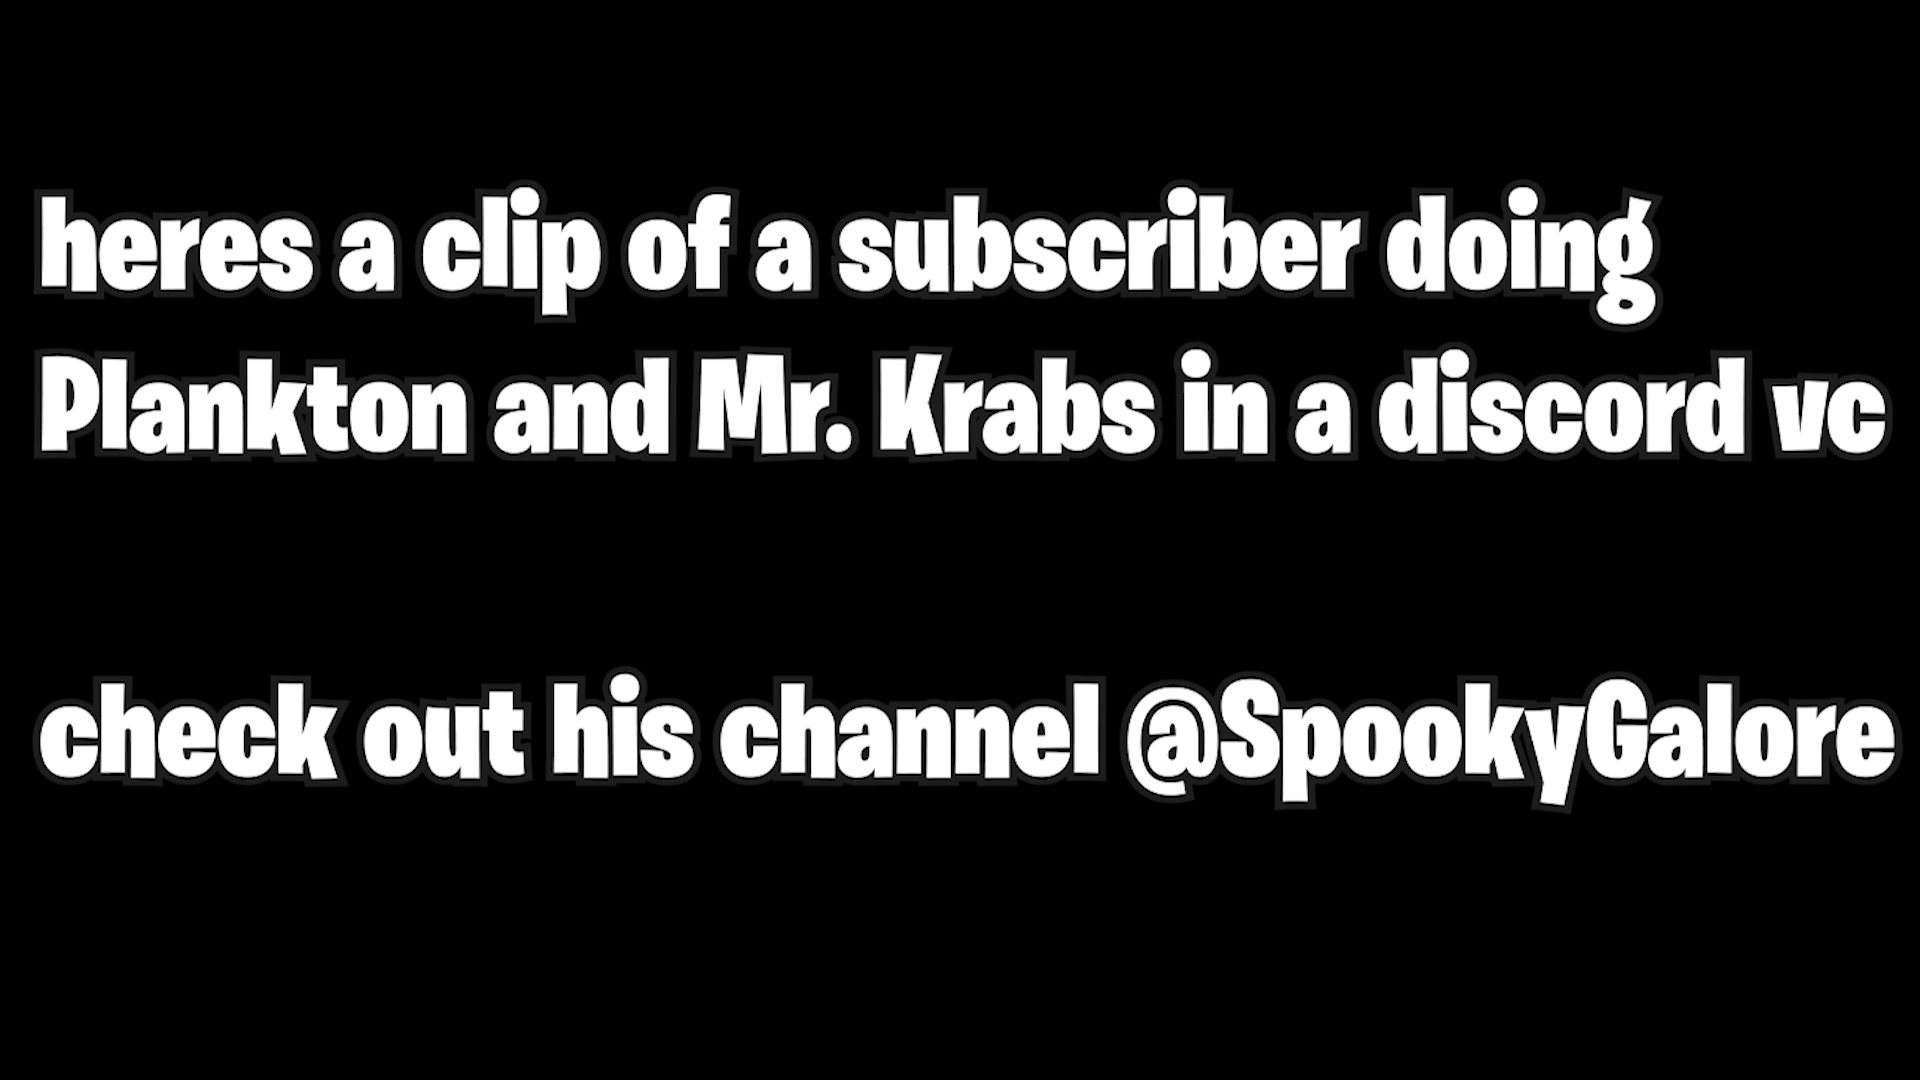 heres a clip of a subscriber doing
Plankton and Mr. Krabs in a discord vc
check out his channel @SpookyGalore